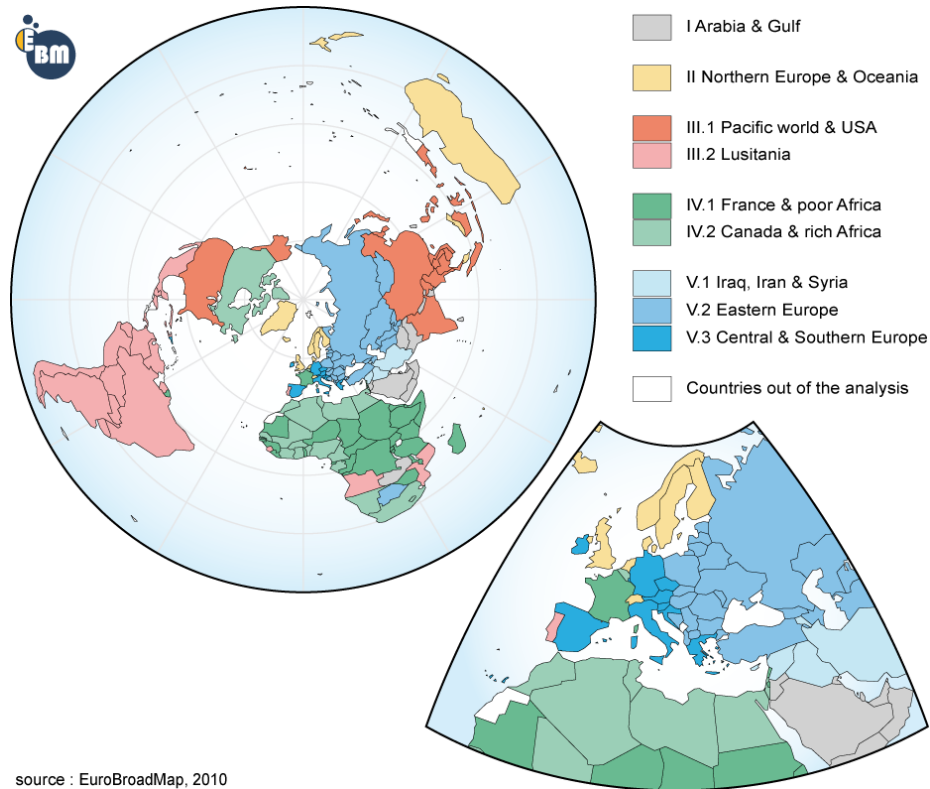 EBM
I Arabia & Gulf
II Northern Europe & Oceania
III.1 Pacific world & USA
III.2 Lusitania
IV.1 France & poor Africa
IV.2 Canada & rich Africa
V.1 Iraq, Iran & Syria
V.2 Eastern Europe
V.3 Central & Southern Europe
Countries out of the analysis
source : EuroBroadMap, 2010